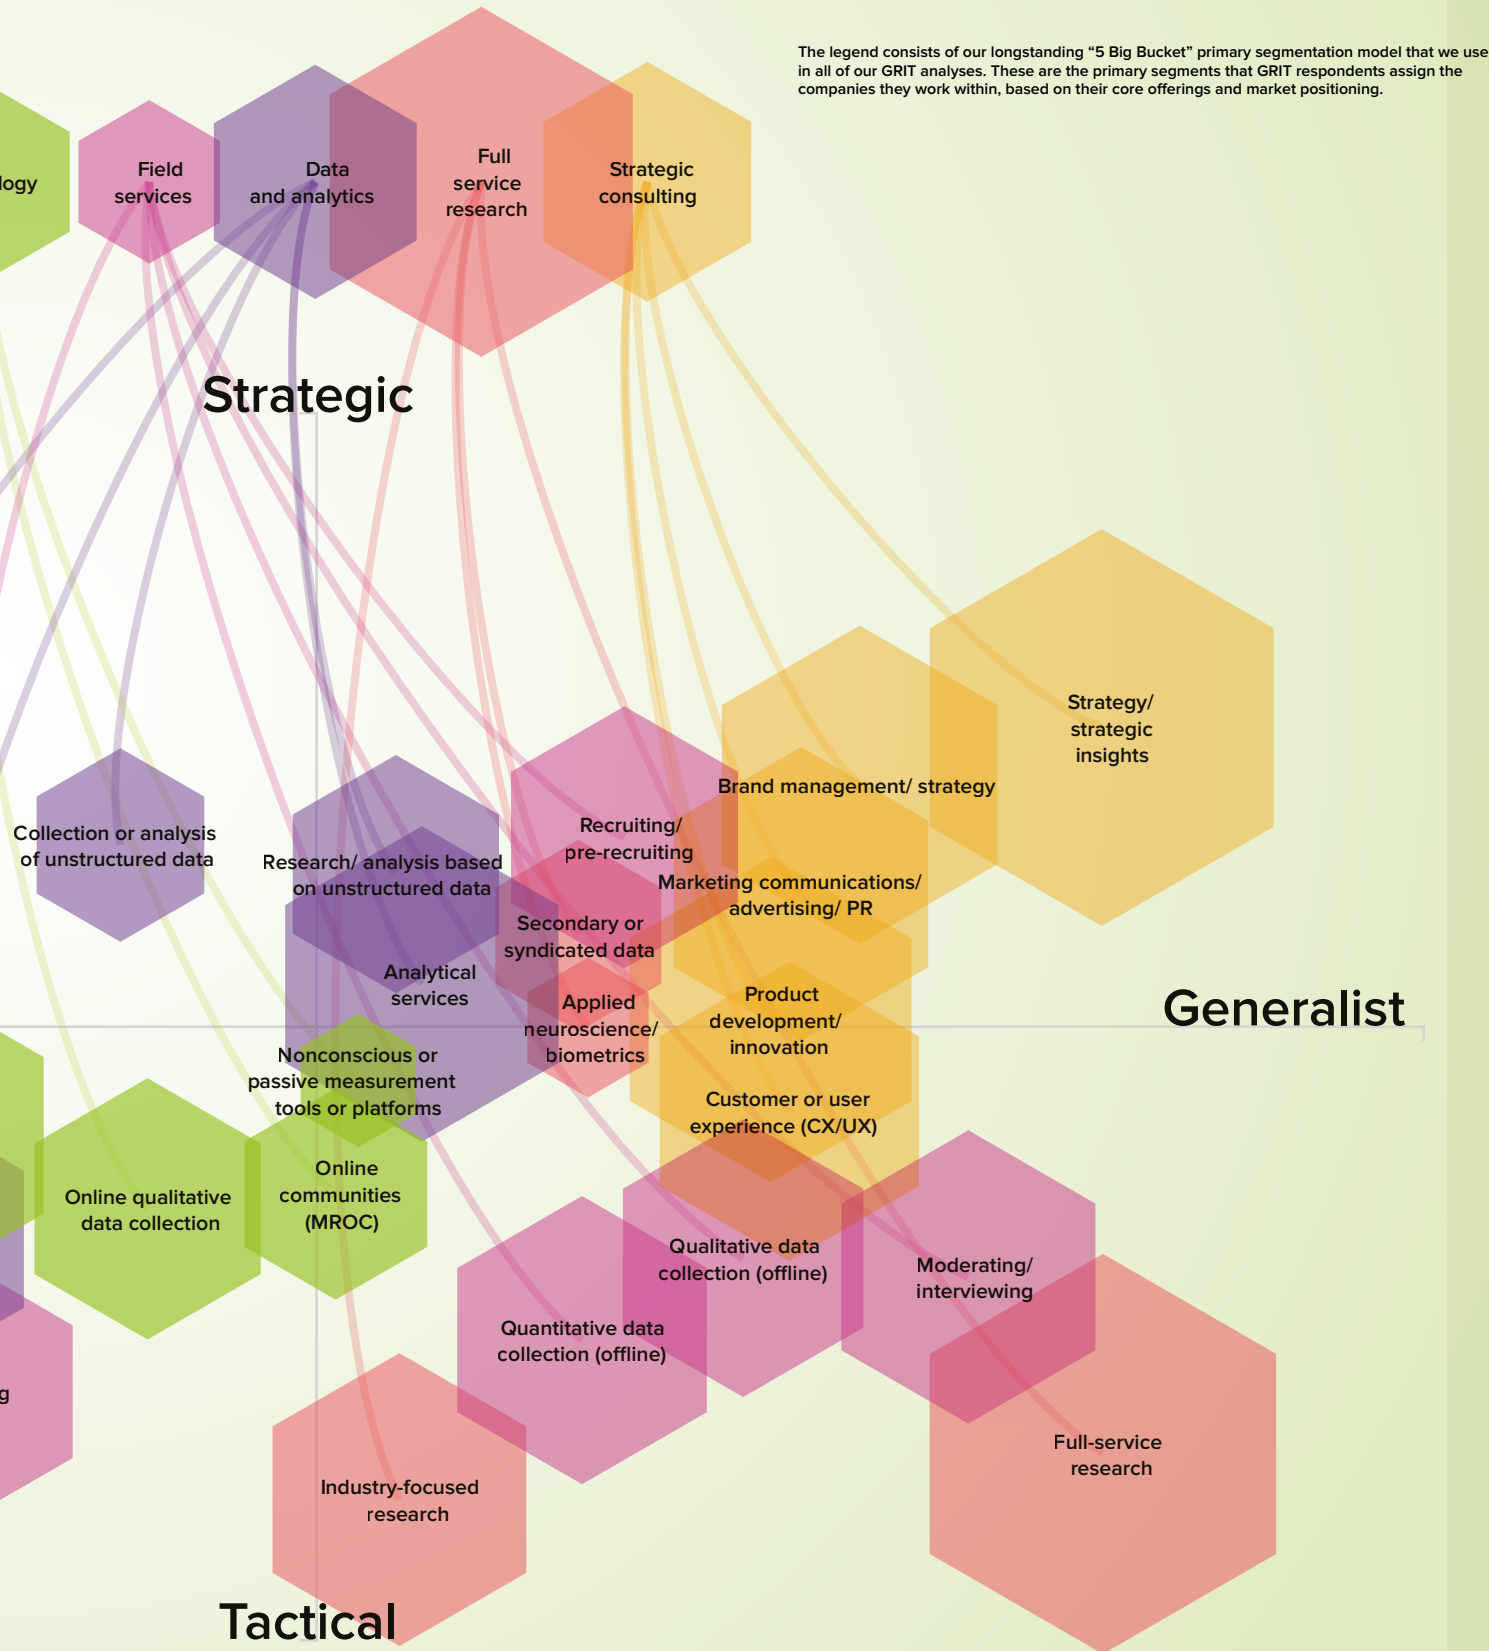 The legend consists of our longstanding “5 Big Bucket” primary segmentation model that we use
in all of our GRIT analyses. These are the primary segments that GRIT respondents assign the
companies they work within, based on their core offerings and market positioning.
logy
Field
services
Data
and analytics
Full
service
research
Strategic
consulting
Strategic
Strategy/
strategic
insights
Brand management/ strategy
Recruiting/
pre-recruiting
Collection or analysis
of unstructured data
Research/ analysis based
on unstructured data
Marketing communications/
advertising/ PR
Secondary or
syndicated data
Analytical
services
Applied
neuroscience/
biometrics
Product
development/
innovation
Generalist
Nonconscious or
passive measurement
tools or platforms
Customer or user
experience (CX/UX)
Online qualitative
data collection
Online
communities
(MROC)
Qualitative data
collection (offline)
Moderating/
interviewing
Quantitative data
collection (offline)
g
Full-service
research
Industry-focused
research
Tactical